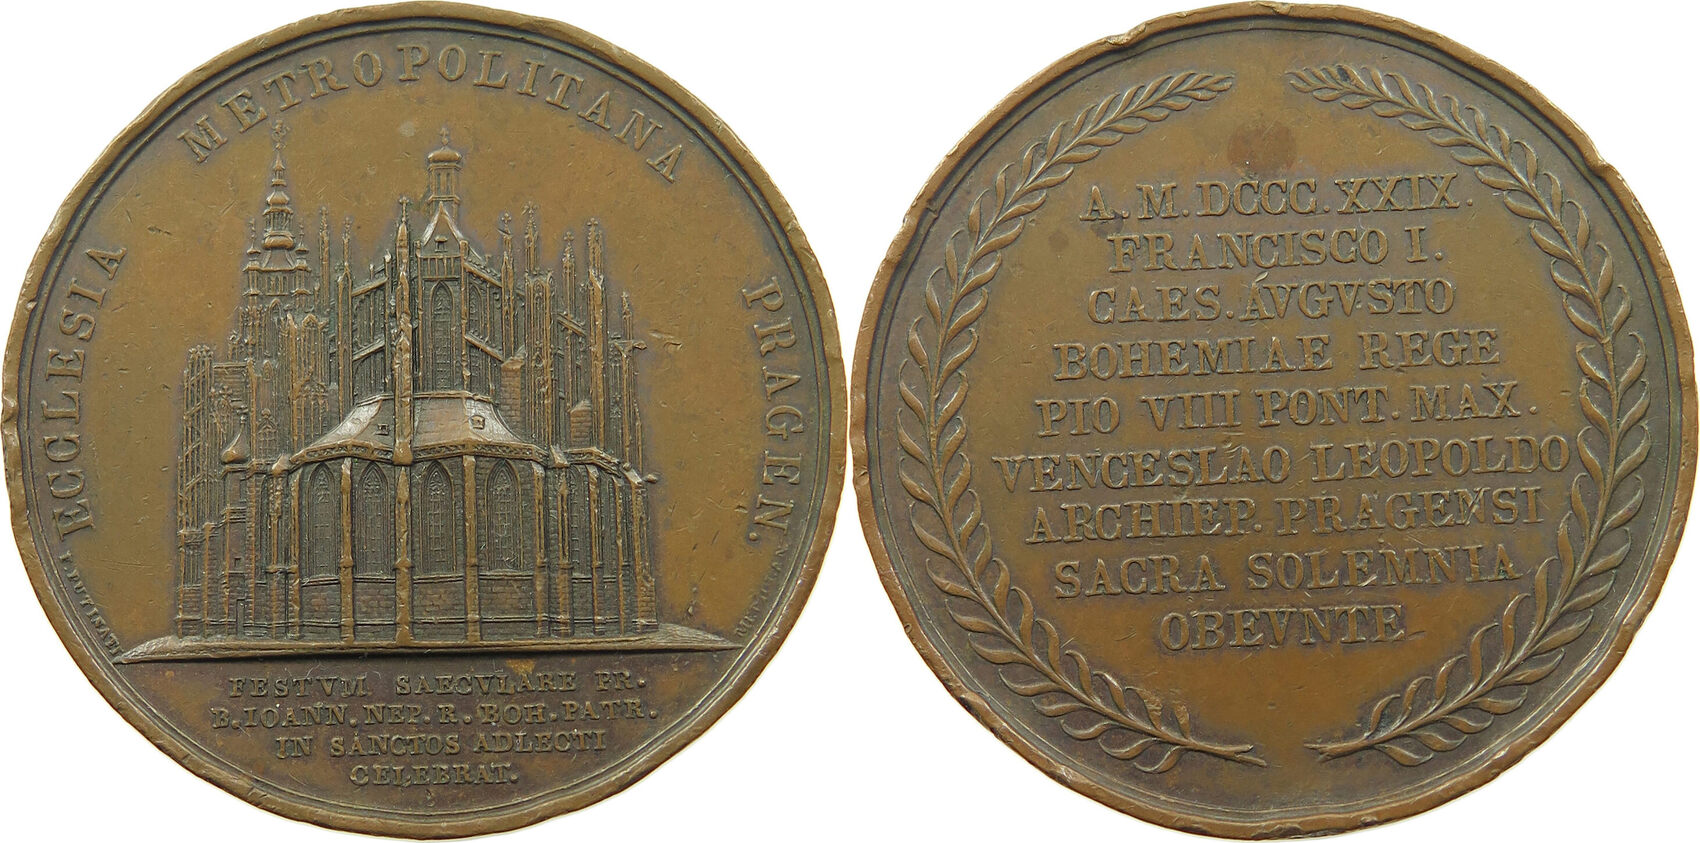 ECCLESIA METROPOLITANA PRAGEN.
FESTVM SAECVLARE PR.
B. IOANN. NEP. R. BOH. PATR.
IN SANCTOS ADLECTI
CELEBRAT.
A. M. DCCC. XXIX.
FRANCISCO I.
CAES. AVGVSTO
BOHEMIAE REGE
PIO VIII PONT. MAX.
VENCESLAO LEOPOLDO
ARCHIEP. PRAGENSI
SACRA SOLEMNIA
OBEVNTE